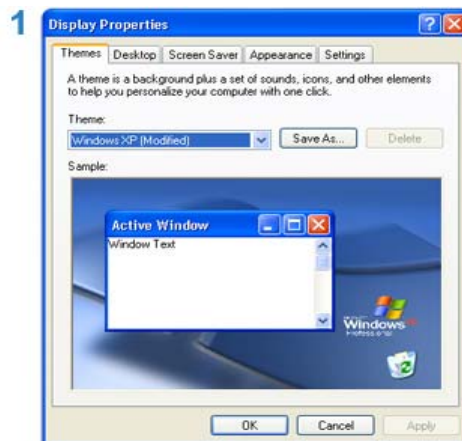 1
Display Properties
Themes Desktop Screen Saver Appearance Settings
A theme is a background plus a set of sounds, icons, and other elements
to help you personalize your computer with one click.
Theme:
Windows XP (Modified) Save As... Delete
Sample:
Active Window
Window Text
Windows
Professional
OK Cancel Apply